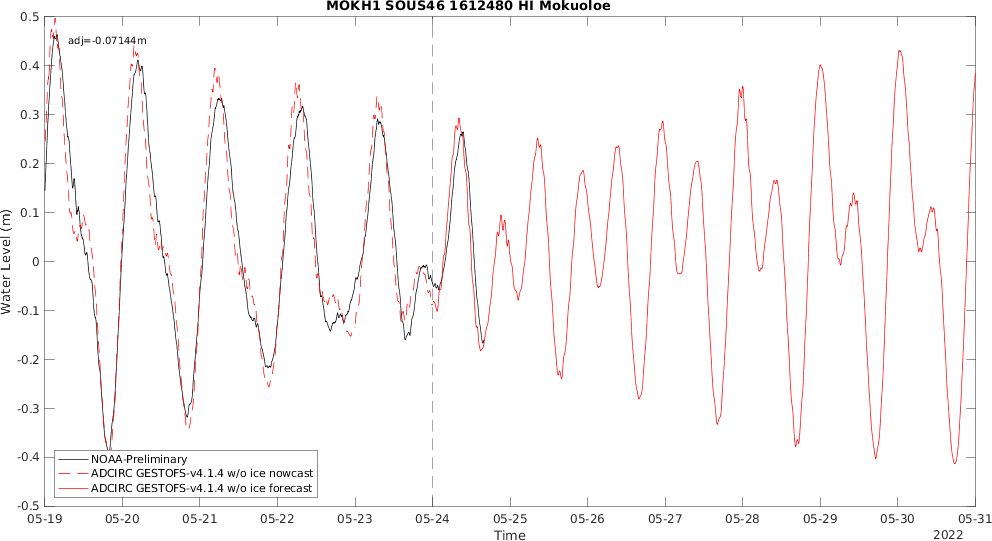 MOKH1 SOUS46 1612480 HI Mokuoloe
adj=-0.07144m
Water Level (m)
0.5
0.4
0.3
0.2
0.1
0
-0.1
-0.2
-0.3
-0.4
-0.5
NOAA-Preliminary
ADCIRC GESTOFS-v4.1.4 w/o ice nowcast
ADCIRC GESTOFS-v4.1.4 w/o ice forecast
05-19 05-20 05-21 05-22 05-23 05-24 05-25 05-26 05-27 05-28 05-29 05-30 05-31
Time
2022